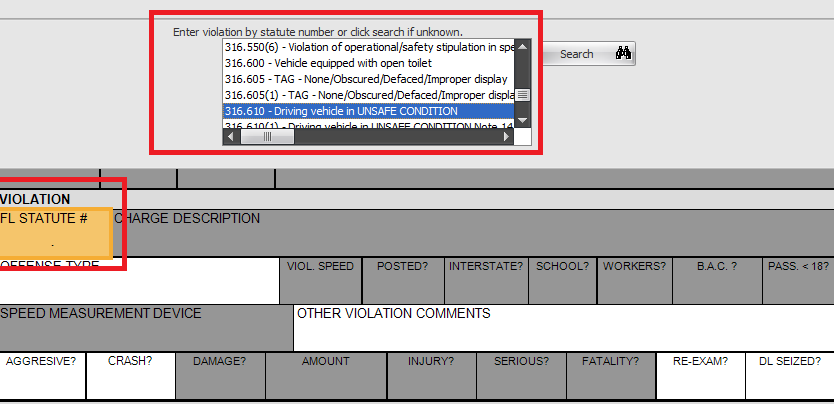 Enter violation by statute number or click search if unknown.
316.550(6) - Violation of operational/safety stipulation in spe
316.600 - Vehicle equipped with open toilet
316.605 - TAG - None/Obscured/Defaced/Improper display
316.605(1) - TAG - None/Obscured/Defaced/Improper displa
316.610 - Driving vehicle in UNSAFE CONDITION
316.610(1) - Driving vehicle in UNSAFE CONDITION Note 14
Search
VIOLATION
FL STATUTE # CHARGE DESCRIPTION
.
OFFENSE TYPE VIOL. SPEED POSTED? INTERSTATE? SCHOOL? WORKERS? B.A.C. ? PASS. < 18?
SPEED MEASUREMENT DEVICE OTHER VIOLATION COMMENTS
AGGRESIVE? CRASH? DAMAGE? AMOUNT INJURY? SERIOUS? FATALITY? RE-EXAM? DL SEIZED?